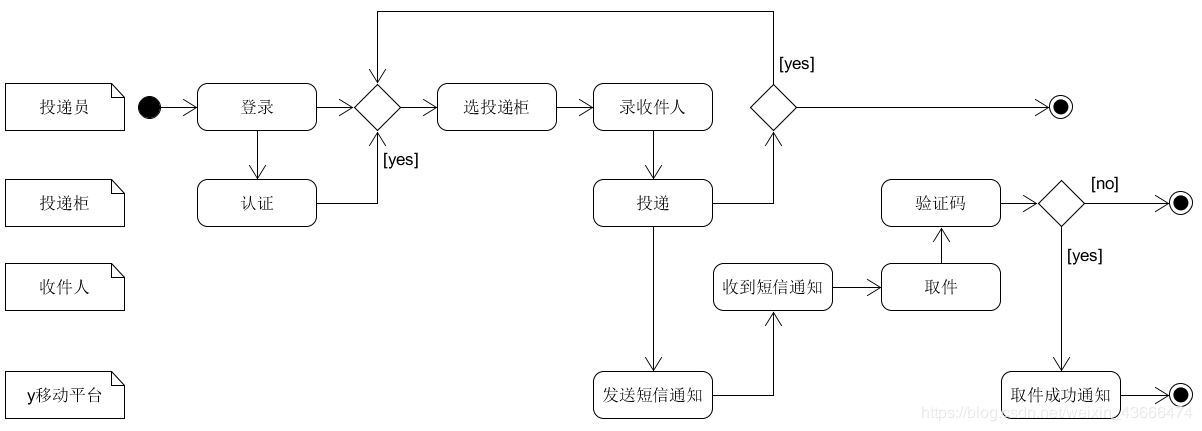 [yes]
投递员
登录
选投递柜
录收件人
[yes]
投递柜
认证
投递
验证码
[no]
[yes]
收件人
收到短信通知
取件
y移动平台
发送短信通知
取件成功通知
https://blog.csdn.net/weixin_43666474